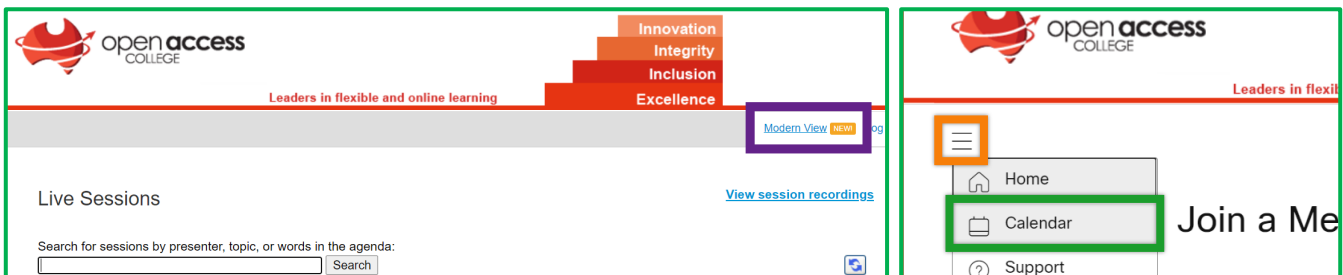 open access
COLLEGE
Innovation
Integrity
Inclusion
Leaders in flexible and online learning
Excellence
Modern View NEW!
Live Sessions
View session recordings
Search for sessions by presenter, topic, or words in the agenda:
Search
open access
COLLEGE
Leaders in flexib
Home
Calendar
Join a Me
Support